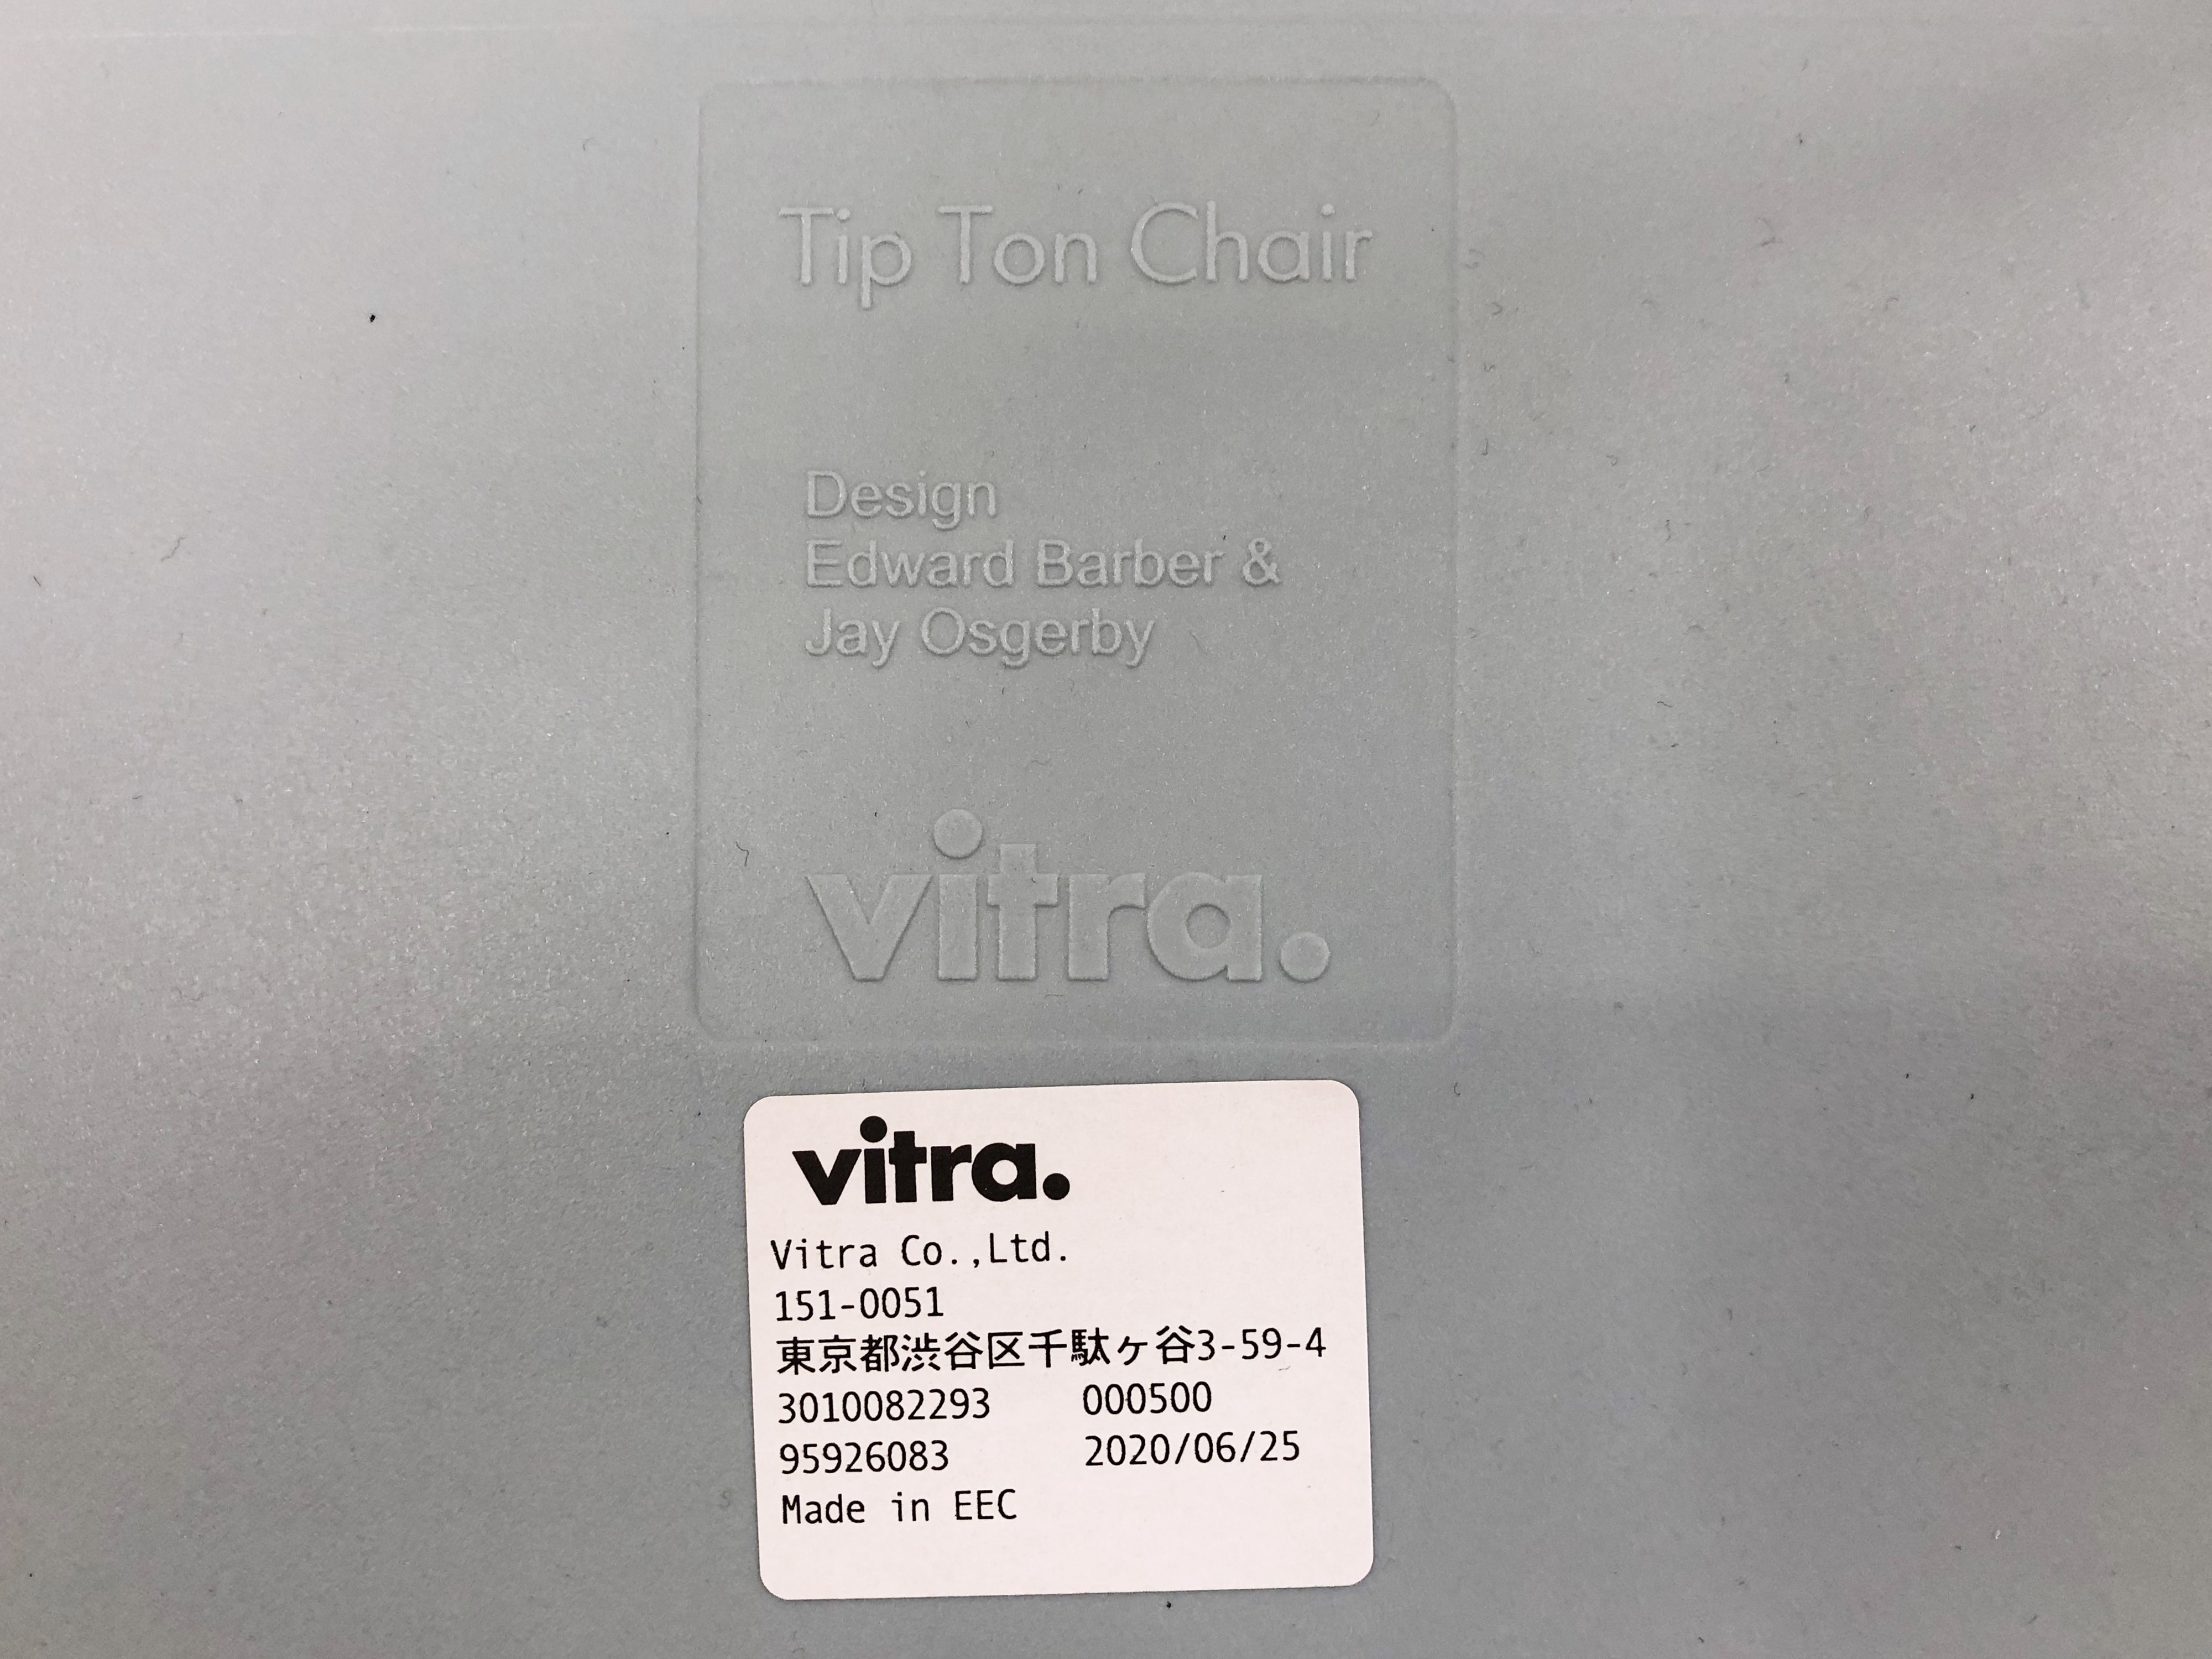 Tip Ton Chair
Design
Edward Barber &
Jay Osgerby
vitra.
vitra.
Vitra Co.,Ltd.
151-0051
東京都渋谷区千駄ヶ谷3-59-4
3010082293 000500
95926083 2020/06/25
Made in EEC